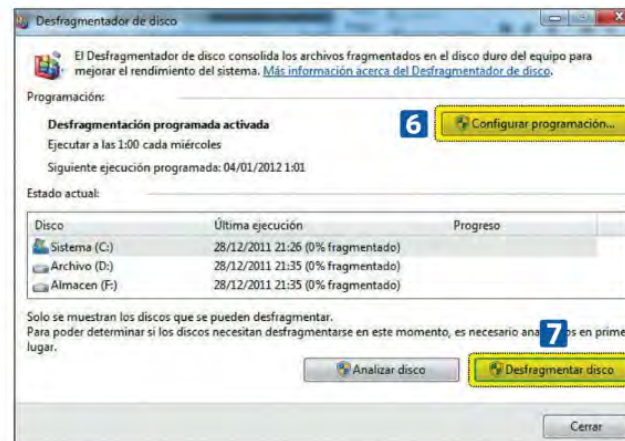 Desfragmentador de disco
El Desfragmentador de disco consolida los archivos fragmentados en el disco duro del equipo para
mejorar el rendimiento del sistema. Más información acerca del Desfragmentador de disco.
Programación:
Desfragmentación programada activada
6
Configurar programación...
Ejecutar a las 1:00 cada miércoles
Siguiente ejecución programada: 04/01/2012 1:01
Estado actual:
Disco Última ejecución Progreso
Sistema (C:) 28/12/2011 21:26 (0% fragmentado)
Archivo (D:) 28/12/2011 21:35 (0% fragmentado)
Almacen (F:) 28/12/2011 21:35 (0% fragmentado)
Solo se muestran los discos que se pueden desfragmentar.
Para poder determinar si los discos necesitan desfragmentarse en este momento, es necesario en prime
lugar.
7
Analizar disco Desfragmentar disco
Cerrar